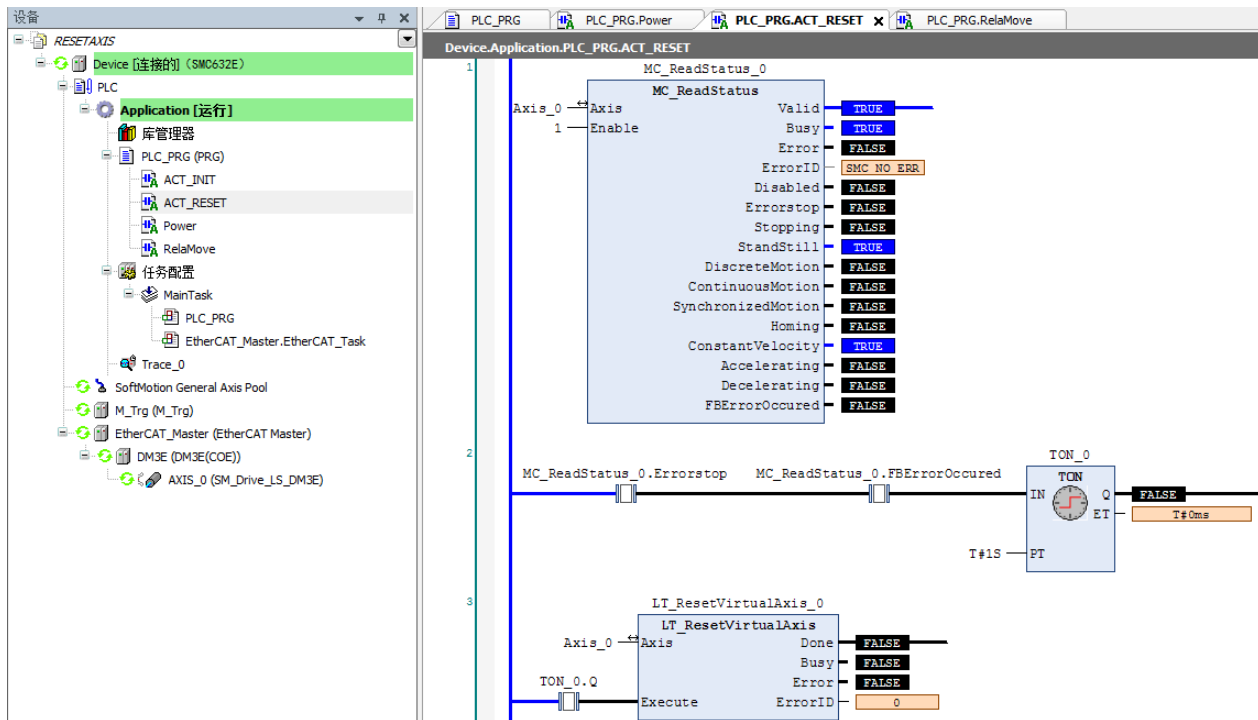 设备
RESETAXIS
Device [连接的] (SMC632E)
PLC
Application [运行]
库管理器
PLC_PRG (PRG)
ACT_INIT
ACT_RESET
Power
RelaMove
任务配置
MainTask
PLC_PRG
EtherCAT_Master.EtherCAT_Task
Trace_0
SoftMotion General Axis Pool
M_Trg (M_Trg)
EtherCAT_Master (EtherCAT Master)
DM3E (DM3E(COE))
AXIS_0 (SM_Drive_LS_DM3E)
PLC_PRG PLC_PRG.Power PLC_PRG.ACT_RESET X PLC_PRG.RelaMove
Device.Application.PLC_PRG.ACT_RESET
1
MC_ReadStatus_0
MC_ReadStatus
Axis_0 Axis Valid TRUE
1 Enable Busy TRUE
Error FALSE
ErrorID SMC NO ERR
Disabled FALSE
Errorstop FALSE
Stopping FALSE
StandStill TRUE
DiscreteMotion FALSE
ContinuousMotion FALSE
SynchronizedMotion FALSE
Homing FALSE
ConstantVelocity TRUE
Accelerating FALSE
Decelerating FALSE
FBErrorOccured FALSE
2
TON_0
MC_ReadStatus_0.Errorstop MC_ReadStatus_0.FBErrorOccured TON
IN Q FALSE
ET T#0ms
T#1S PT
3
LT_ResetVirtualAxis_0
LT_ResetVirtualAxis
Axis_0 Axis Done FALSE
Busy FALSE
TON_0.Q Error FALSE
Execute ErrorID 0